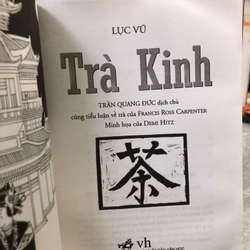 LỤC VŨ
Trà Kinh
TRẦN QUANG ĐỨC dịch chú
cùng tiểu luận về trà của FRANCIS ROSS CARPENTER
Minh họa của DEMI HITZ
茶
vh